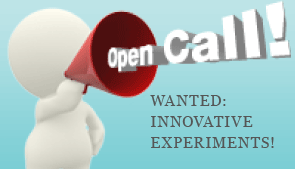 Open Call!
WANTED:
INNOVATIVE
EXPERIMENTS!